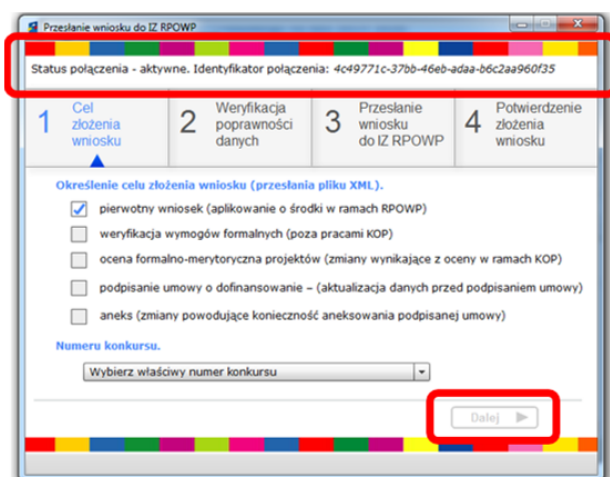 Przesłanie wniosku do IZ RPOWP
Status połączenia - aktywne. Identyfikator połączenia: 4c49771c-37bb-46eb-adaa-b6c2aa960f35
1 Cel złożenia wniosku
2 Weryfikacja poprawności danych
3 Przesłanie wniosku do IZ RPOWP
4 Potwierdzenie złożenia wniosku
Określenie celu złożenia wniosku (przesłania pliku XML).
pierwotny wniosek (aplikowanie o środki w ramach RPOWP)
weryfikacja wymogów formalnych (poza pracami KOP)
ocena formalno-merytoryczna projektów (zmiany wynikające z oceny w ramach KOP)
podpisanie umowy o dofinansowanie – (aktualizacja danych przed podpisaniem umowy)
aneks (zmiany powodujące konieczność aneksowania podpisanej umowy)
Numeru konkursu.
Wybierz właściwy numer konkursu
Dalej